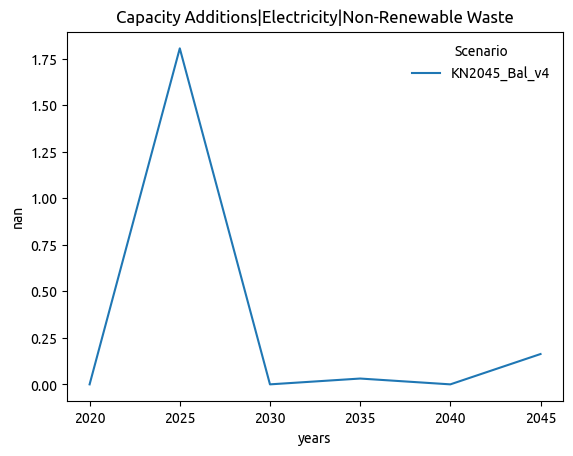 Capacity Additions|Electricity|Non-Renewable Waste
Scenario
KN2045_Bal_v4
1.75
1.50
1.25
1.00
0.75
0.50
0.25
0.00
nan
2020 2025 2030 2035 2040 2045
years